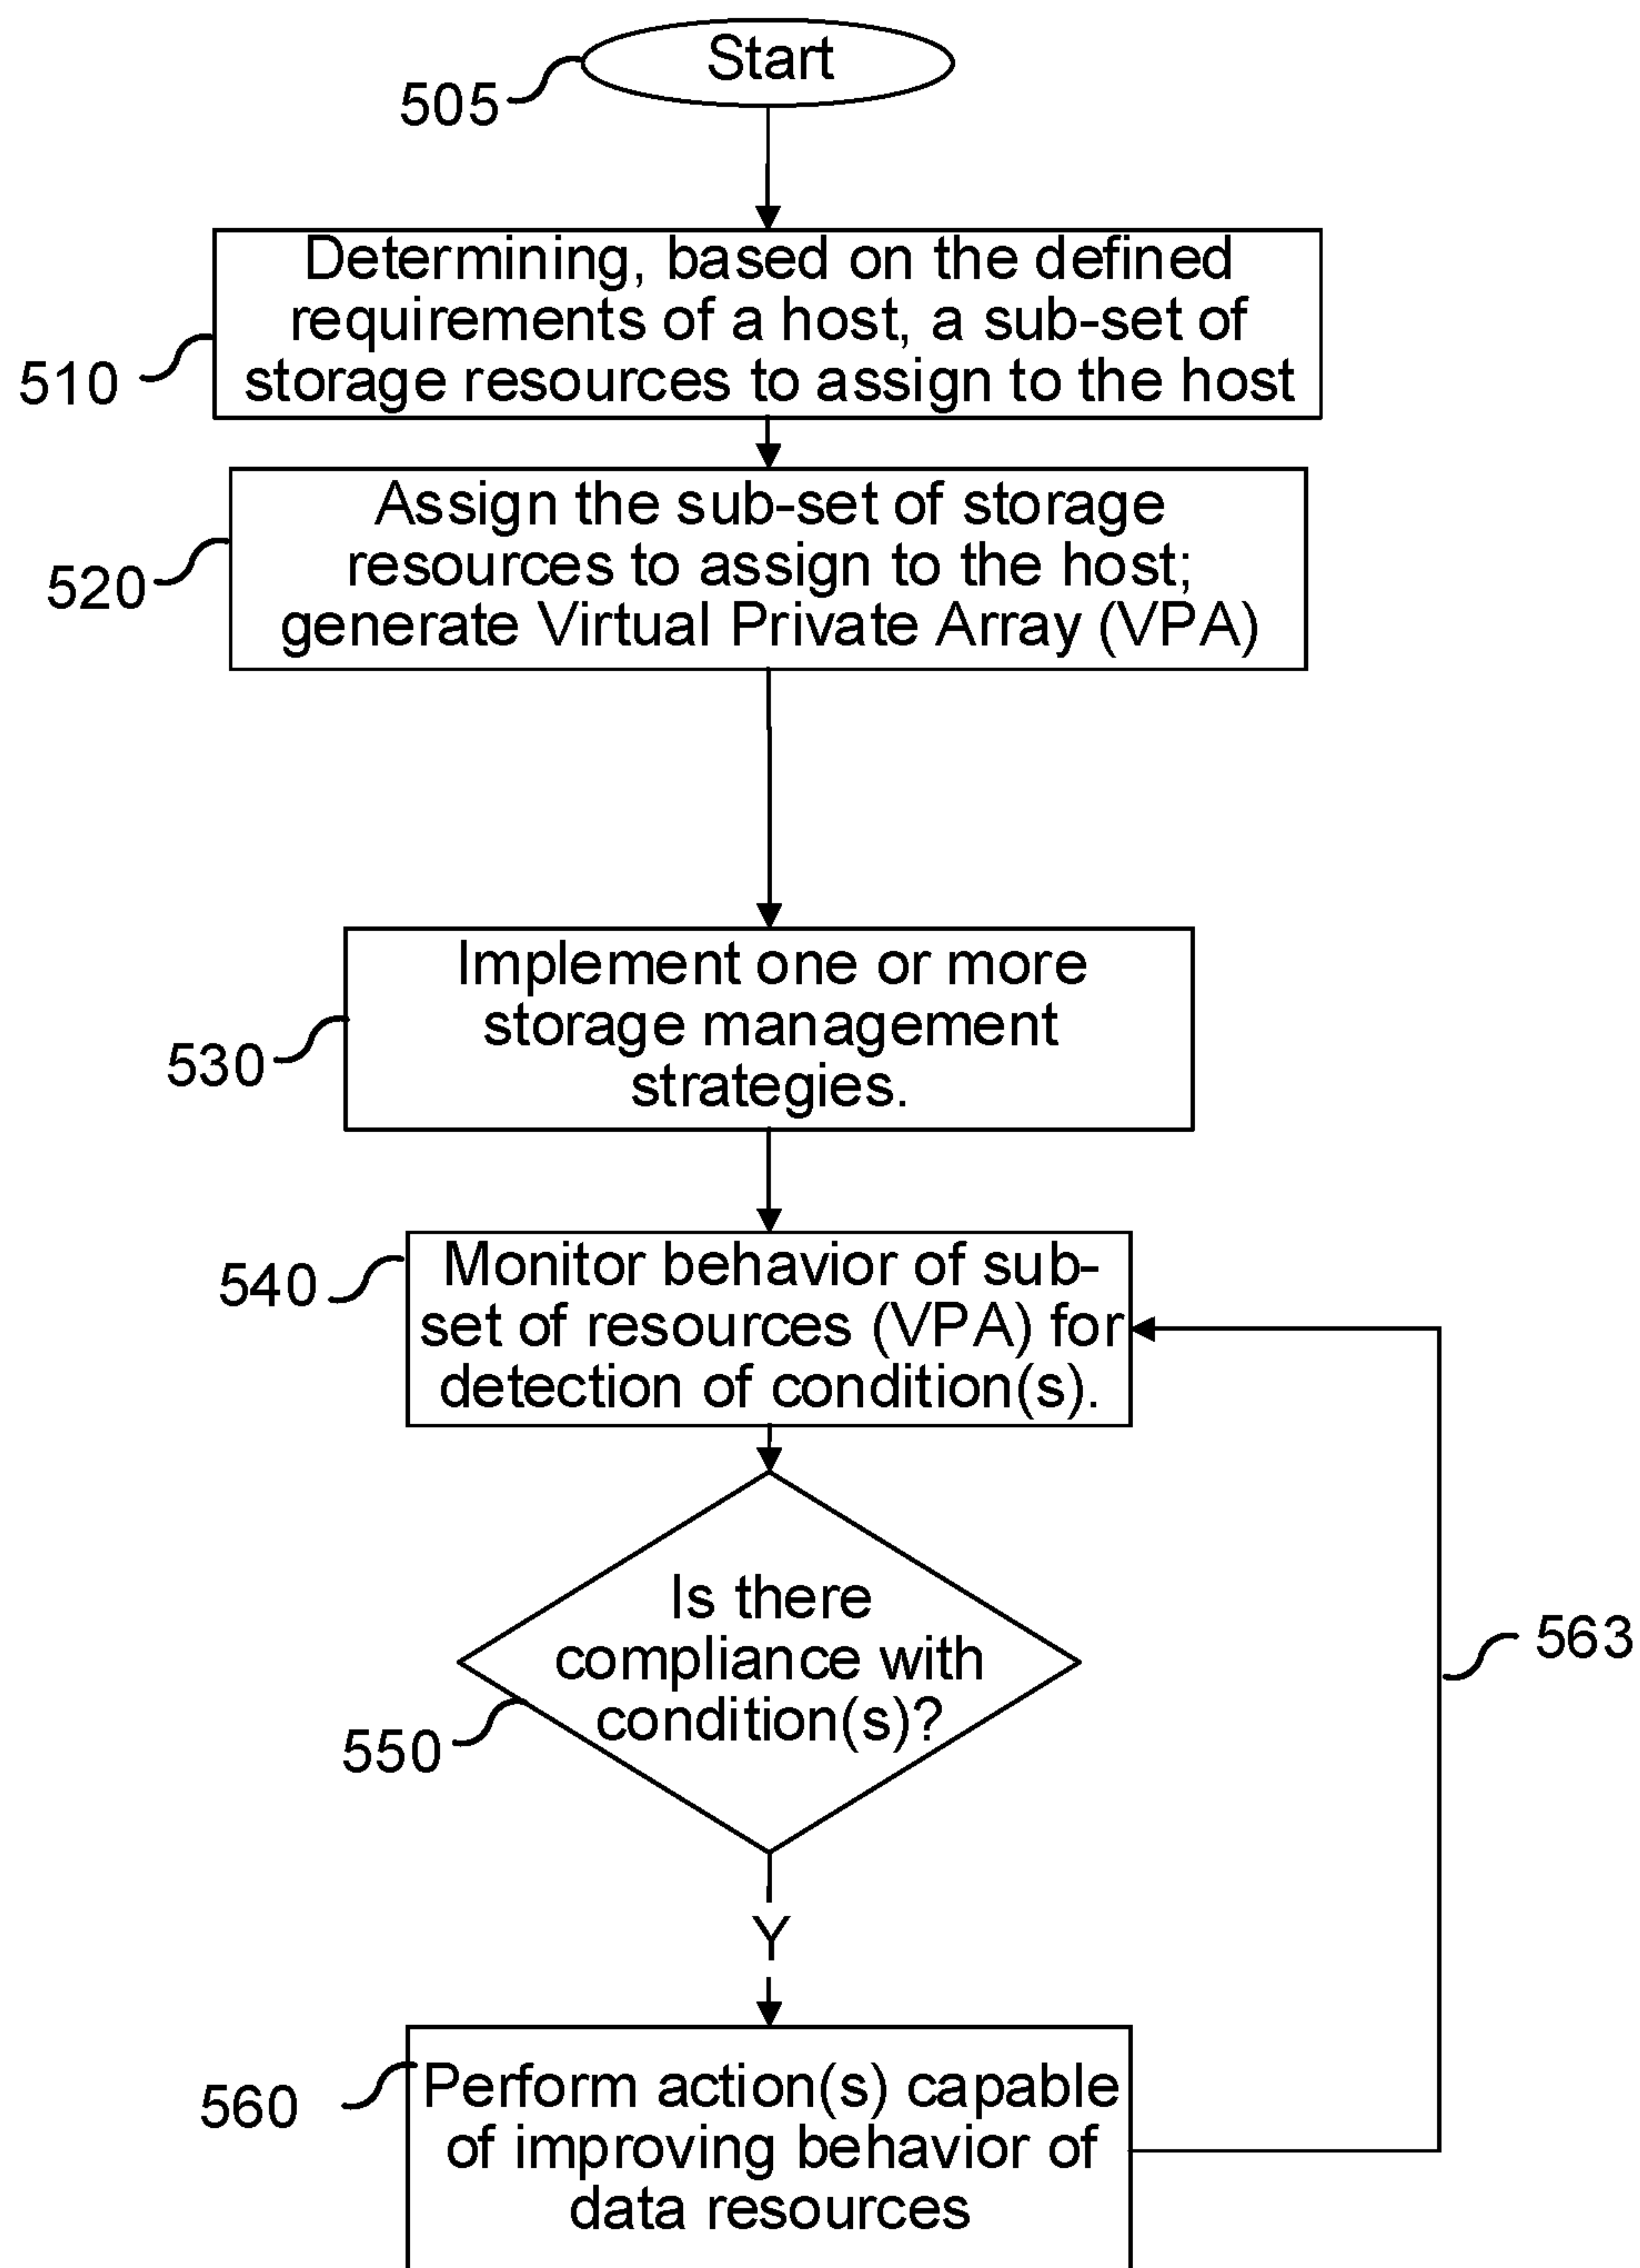 Start
505
Determining, based on the defined
requirements of a host, a sub-set of
storage resources to assign to the host
510
Assign the sub-set of storage
resources to assign to the host;
generate Virtual Private Array (VPA)
520
Implement one or more
storage management
strategies.
530
Monitor behavior of sub-
set of resources (VPA) for
detection of condition(s).
540
Is there
compliance with
condition(s)?
550
563
Y
Perform action(s) capable
of improving behavior of
data resources
560